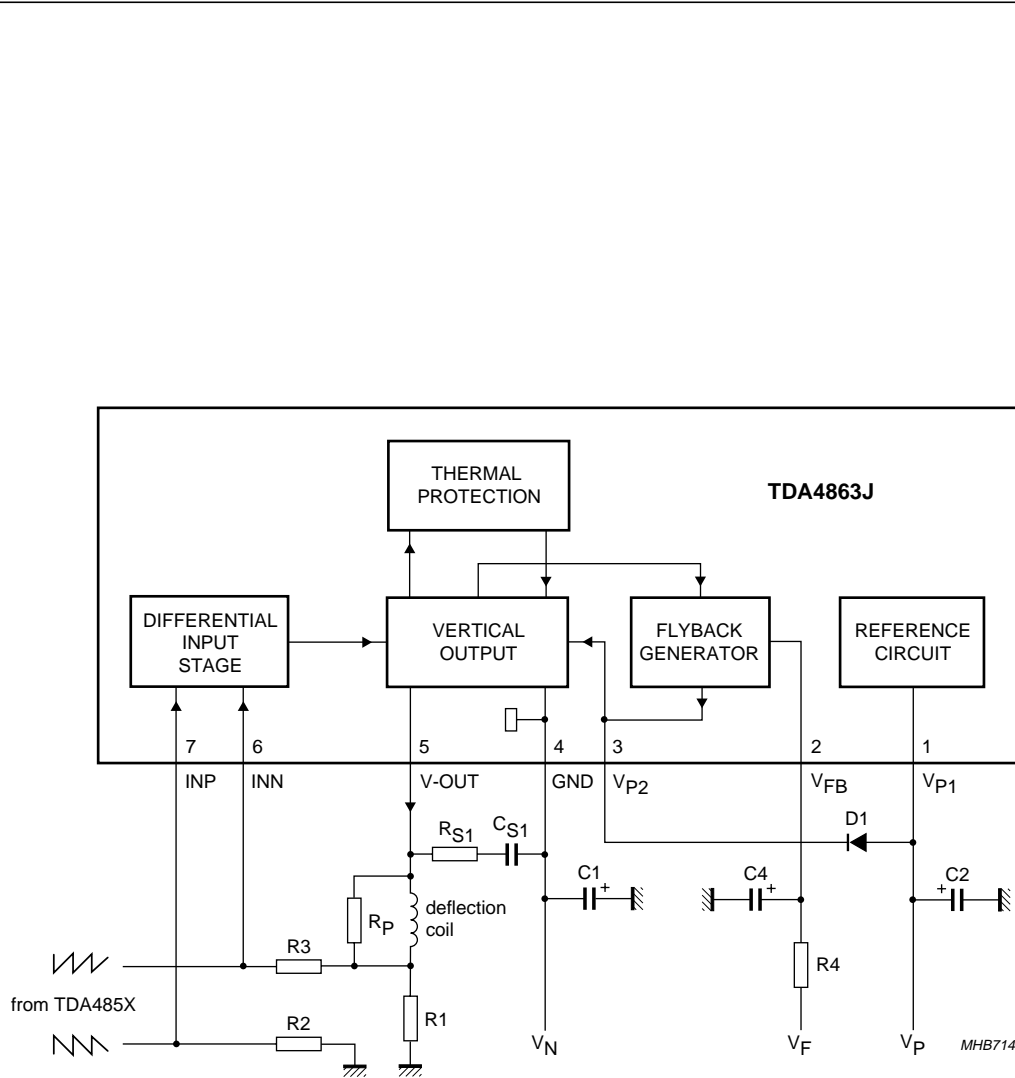 THERMAL
PROTECTION
TDA4863J
DIFFERENTIAL
INPUT
STAGE
VERTICAL
OUTPUT
FLYBACK
GENERATOR
REFERENCE
CIRCUIT
7 6 5 4 3 2 1
INP INN V-OUT GND VP2 VFB VP1
RS1 CS1 D1
C1 + C4 + + C2
RP deflection
coil
R3 R4
from TDA485X
R2 R1
VN VF VP MHB714